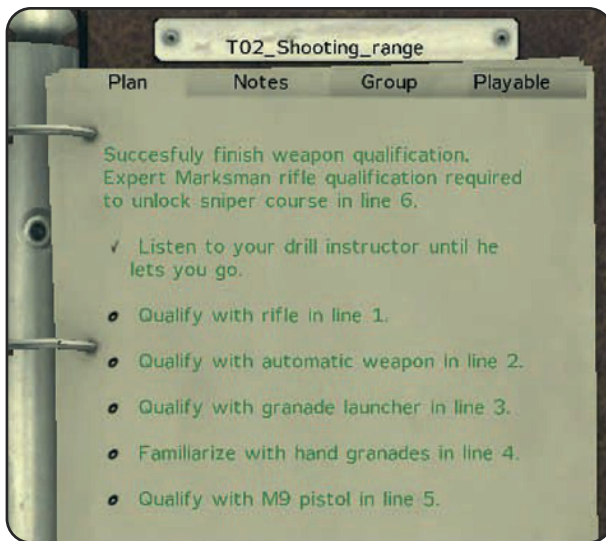 T02_Shooting_range
Plan Notes Group Playable
Succesfuly finish weapon qualification.
Expert Marksman rifle qualification required
to unlock sniper course in line 6.
Listen to your drill instructor until he
lets you go.
Qualify with rifle in line 1.
Qualify with automatic weapon in line 2.
Qualify with granade launcher in line 3.
Familiarize with hand granades in line 4.
Qualify with M9 pistol in line 5.